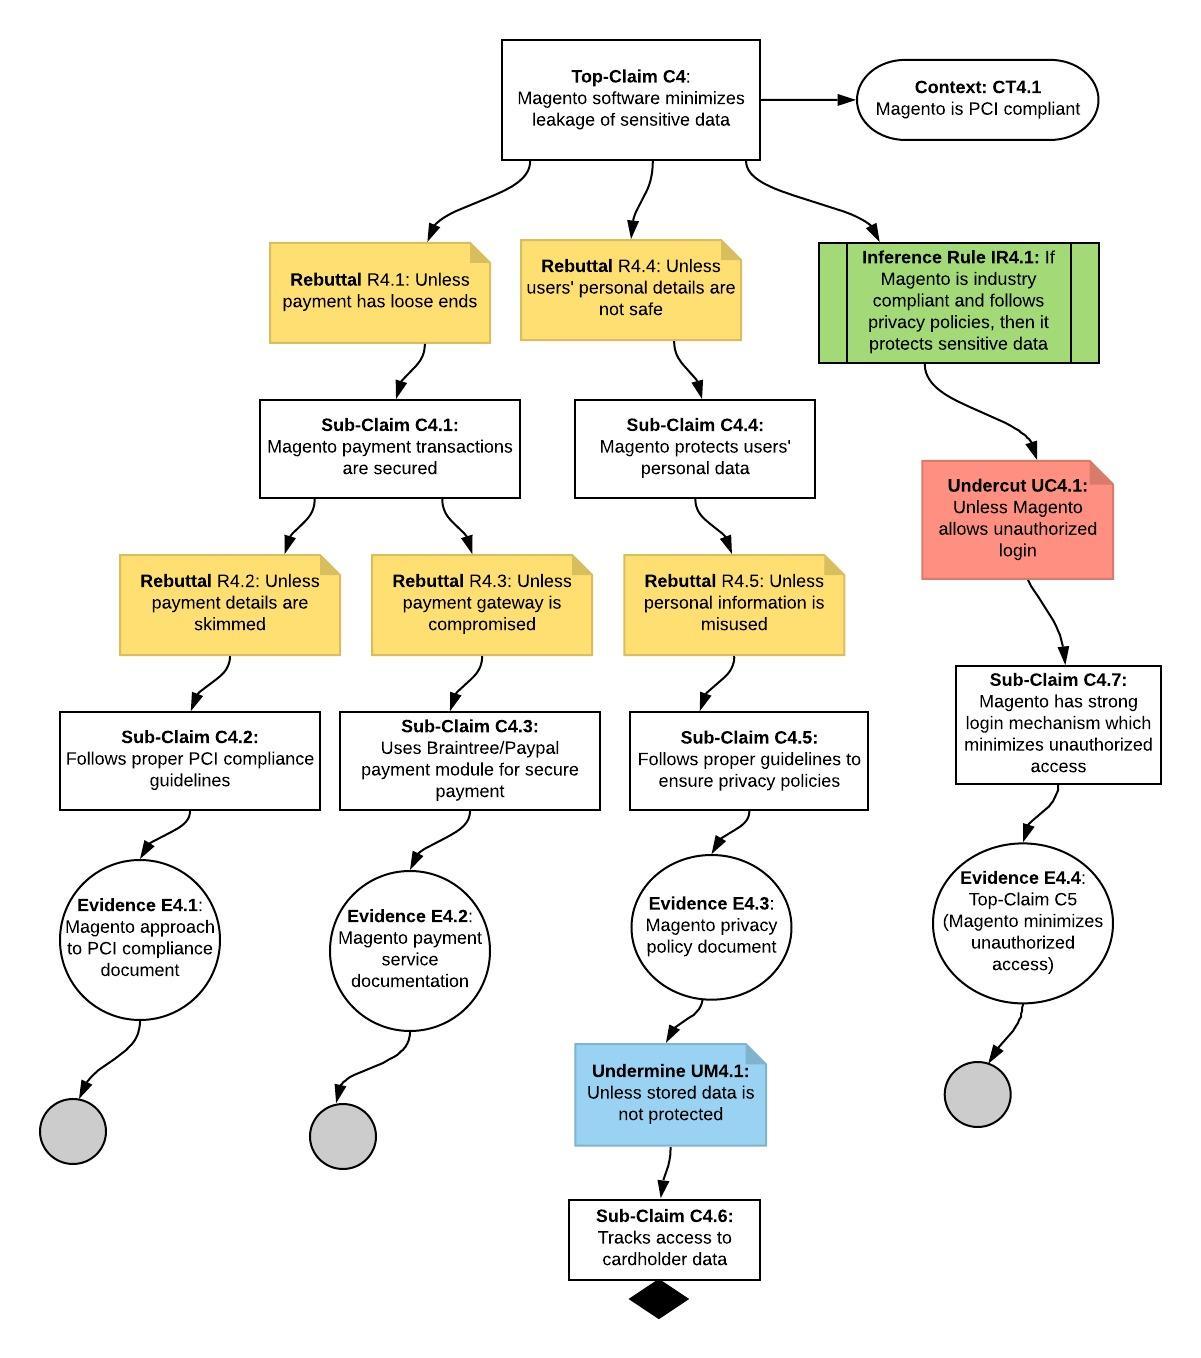 Top-Claim C4:
Magento software minimizes
leakage of sensitive data
Context: CT4.1
Magento is PCI compliant
Rebuttal R4.1: Unless
payment has loose ends
Rebuttal R4.4: Unless
users' personal details are
not safe
Inference Rule IR4.1: If
Magento is industry
compliant and follows
privacy policies, then it
protects sensitive data
Sub-Claim C4.1:
Magento payment transactions
are secured
Sub-Claim C4.4:
Magento protects users'
personal data
Undercut UC4.1:
Unless Magento
allows unauthorized
login
Rebuttal R4.2: Unless
payment details are
skimmed
Rebuttal R4.3: Unless
payment gateway is
compromised
Rebuttal R4.5: Unless
personal information is
misused
Sub-Claim C4.2:
Follows proper PCI compliance
guidelines
Sub-Claim C4.3:
Uses Braintree/Paypal
payment module for secure
payment
Sub-Claim C4.5:
Follows proper guidelines to
ensure privacy policies
Sub-Claim C4.7:
Magento has strong
login mechanism which
minimizes unauthorized
access
Evidence E4.1:
Magento approach
to PCI compliance
document
Evidence E4.2:
Magento payment
service
documentation
Evidence E4.3:
Magento privacy
policy document
Evidence E4.4:
Top-Claim C5
(Magento minimizes
unauthorized
access)
Undermine UM4.1:
Unless stored data is
not protected
Sub-Claim C4.6:
Tracks access to
cardholder data